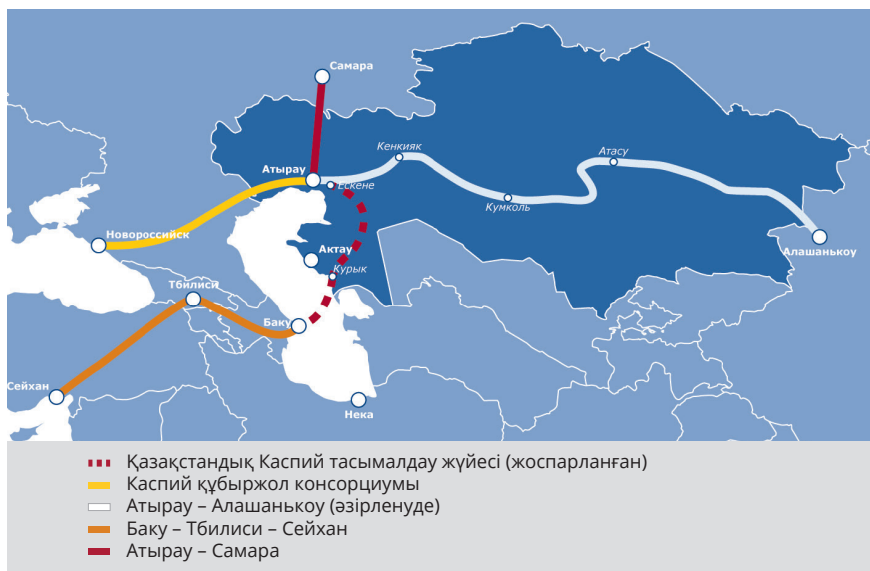 Самара
Кенкияк
Атасу
Атырау
Ескене
Кумколь
Новороссийск
Актау
Алашанькоу
Курык
Тбилиси
Баку
Сейхан
Нека
Қазақстандық Каспий тасымалдау жүйесі (жоспарланған)
Каспий құбыржол консорциумы
Атырау – Алашанькоу (әзірленуде)
Баку – Тбилиси – Сейхан
Атырау – Самара